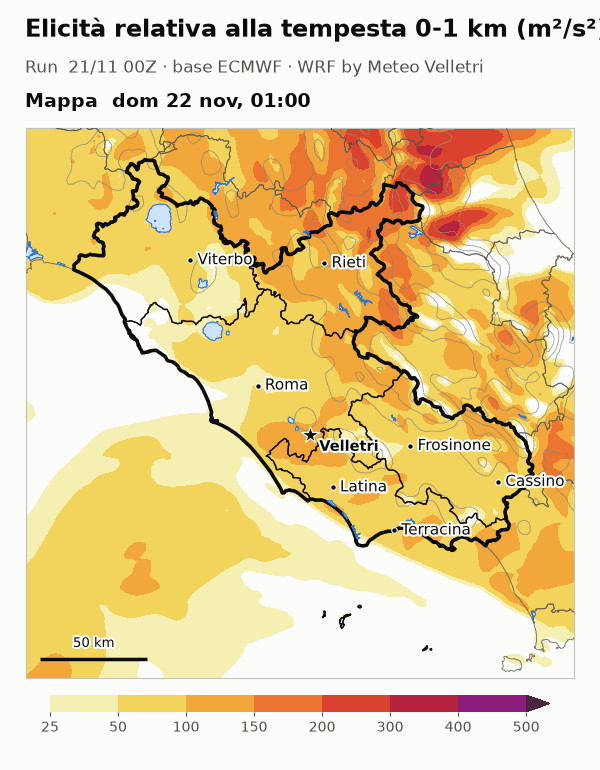 Elicità relativa alla tempesta 0-1 km (m²/s²)
Run 21/11 00Z · base ECMWF · WRF by Meteo Velletri
Mappa dom 22 nov, 01:00
Viterbo
Rieti
Roma
Velletri
Frosinone
Latina
Cassino
Terracina
50 km
25 50 100 150 200 300 400 500